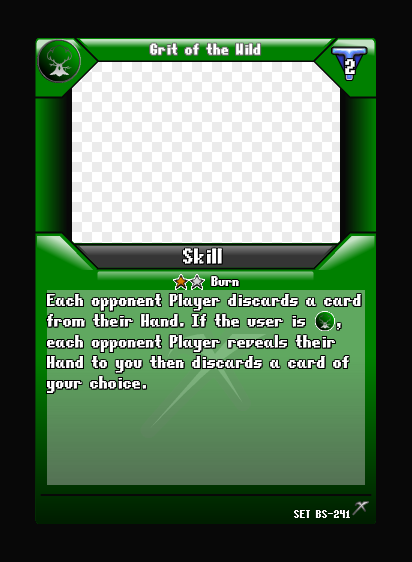 Grit of the Wild
2
Skill
Burn
Each opponent Player discards a card
from their Hand. If the user is ,
each opponent Player reveals their
Hand to you then discards a card of
your choice.
SET BS-241